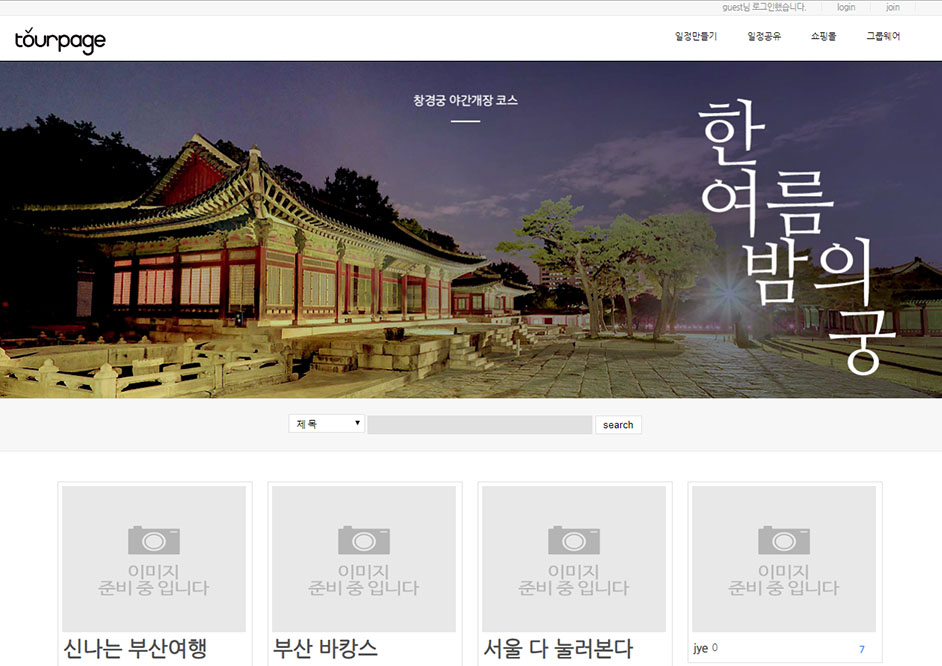 guest님 로그인했습니다. login join
tourpage
일정만들기 일정공유 쇼핑몰 그룹웨어
창경궁 야간개장 코스
한
여름
밤의
궁
제목 search
이미지
준비 중 입니다
이미지
준비 중 입니다
이미지
준비 중 입니다
이미지
준비 중 입니다
신나는 부산여행
부산 바캉스
서울 다 눌러본다
jye 0 7